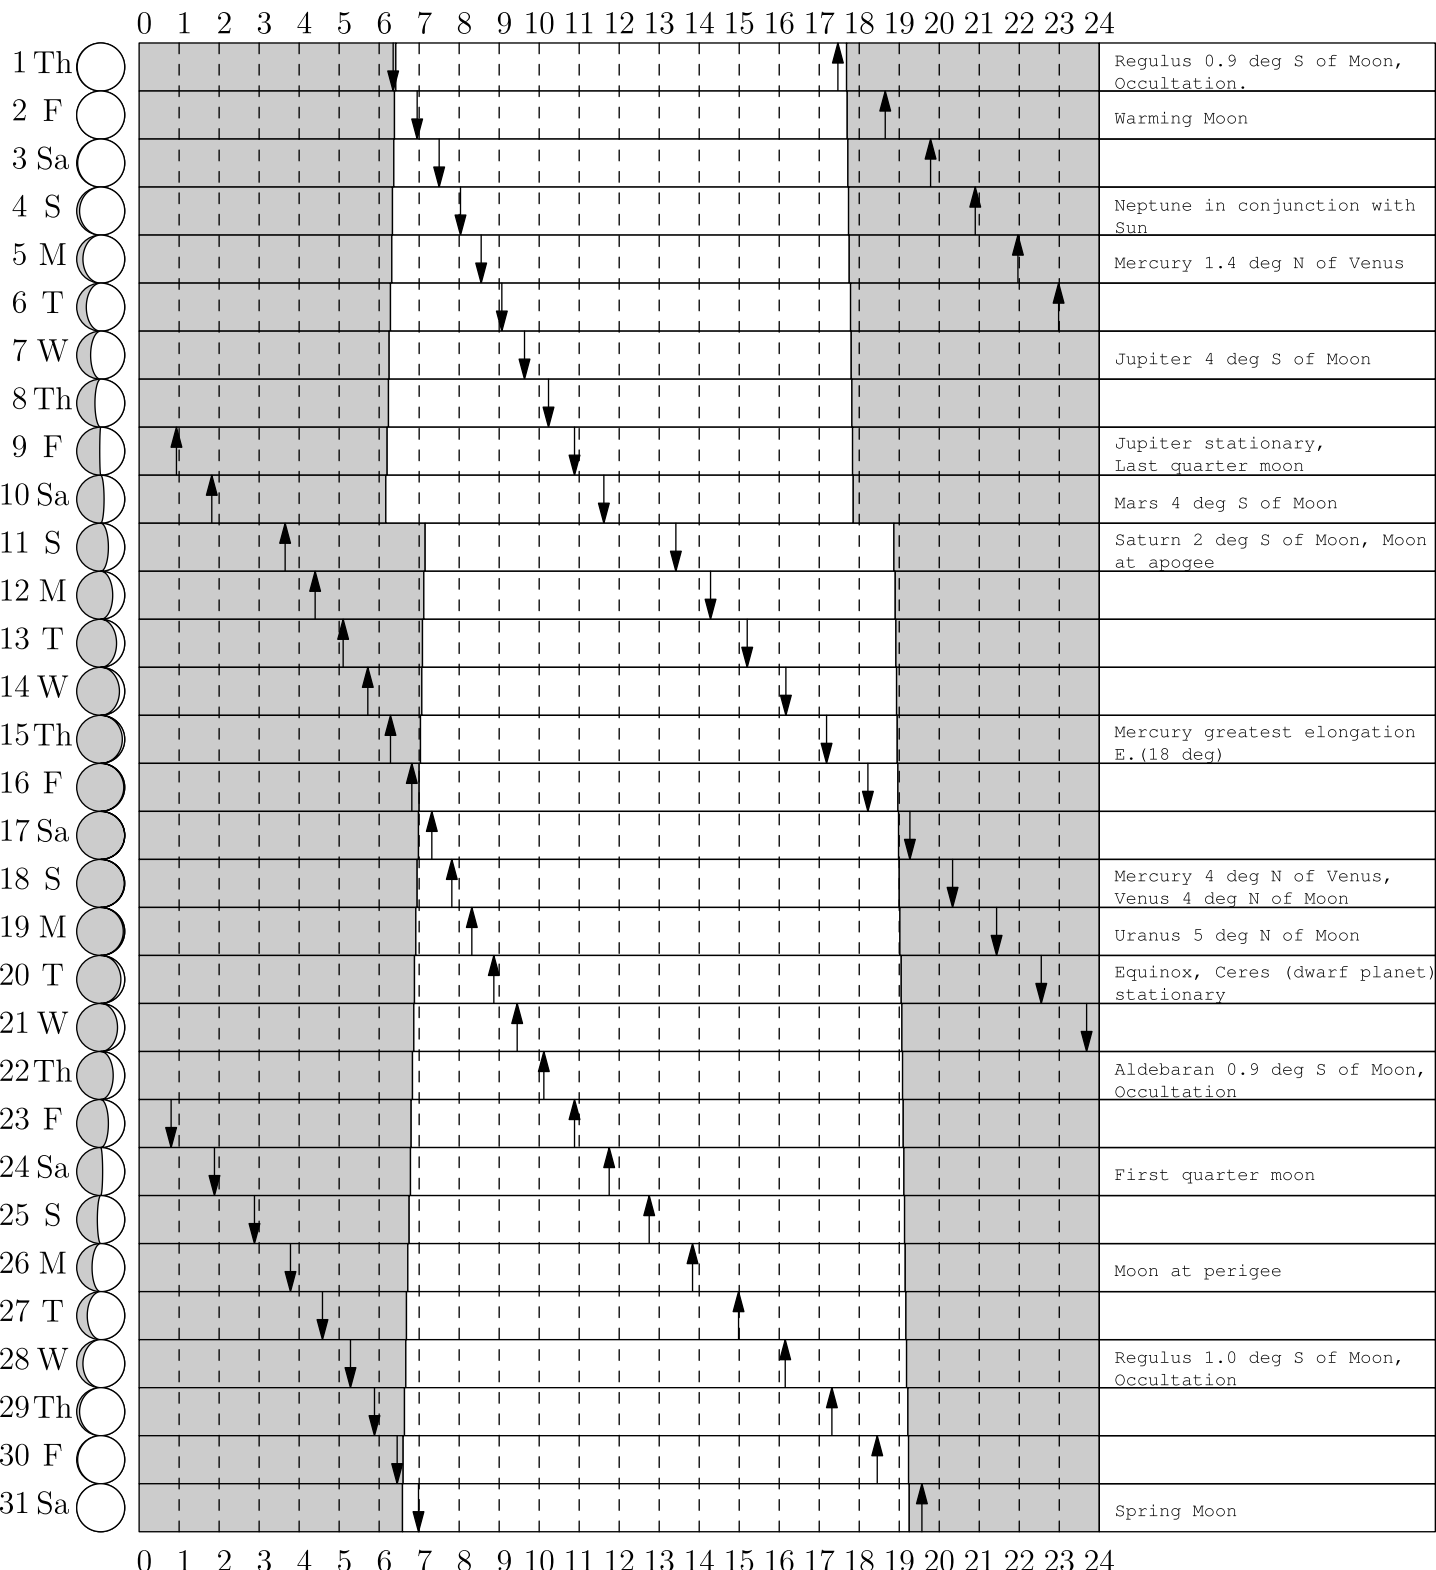 0 1 2 3 4 5 6 7 8 9 10 11 12 13 14 15 16 17 18 19 20 21 22 23 24
1 Th Regulus 0.9 deg S of Moon,
Occultation.
2 F Warming Moon
3 Sa
4 S Neptune in conjunction with
Sun
5 M Mercury 1.4 deg N of Venus
6 T
7 W Jupiter 4 deg S of Moon
8 Th
9 F Jupiter stationary,
Last quarter moon
10 Sa Mars 4 deg S of Moon
11 S Saturn 2 deg S of Moon, Moon
at apogee
12 M
13 T
14 W
15 Th Mercury greatest elongation
E.(18 deg)
16 F
17 Sa
18 S Mercury 4 deg N of Venus,
Venus 4 deg N of Moon
19 M Uranus 5 deg N of Moon
20 T Equinox, Ceres (dwarf planet)
stationary
21 W
22 Th Aldebaran 0.9 deg S of Moon,
Occultation
23 F
24 Sa First quarter moon
25 S
26 M Moon at perigee
27 T
28 W Regulus 1.0 deg S of Moon,
Occultation
29 Th
30 F
31 Sa Spring Moon
0 1 2 3 4 5 6 7 8 9 10 11 12 13 14 15 16 17 18 19 20 21 22 23 24